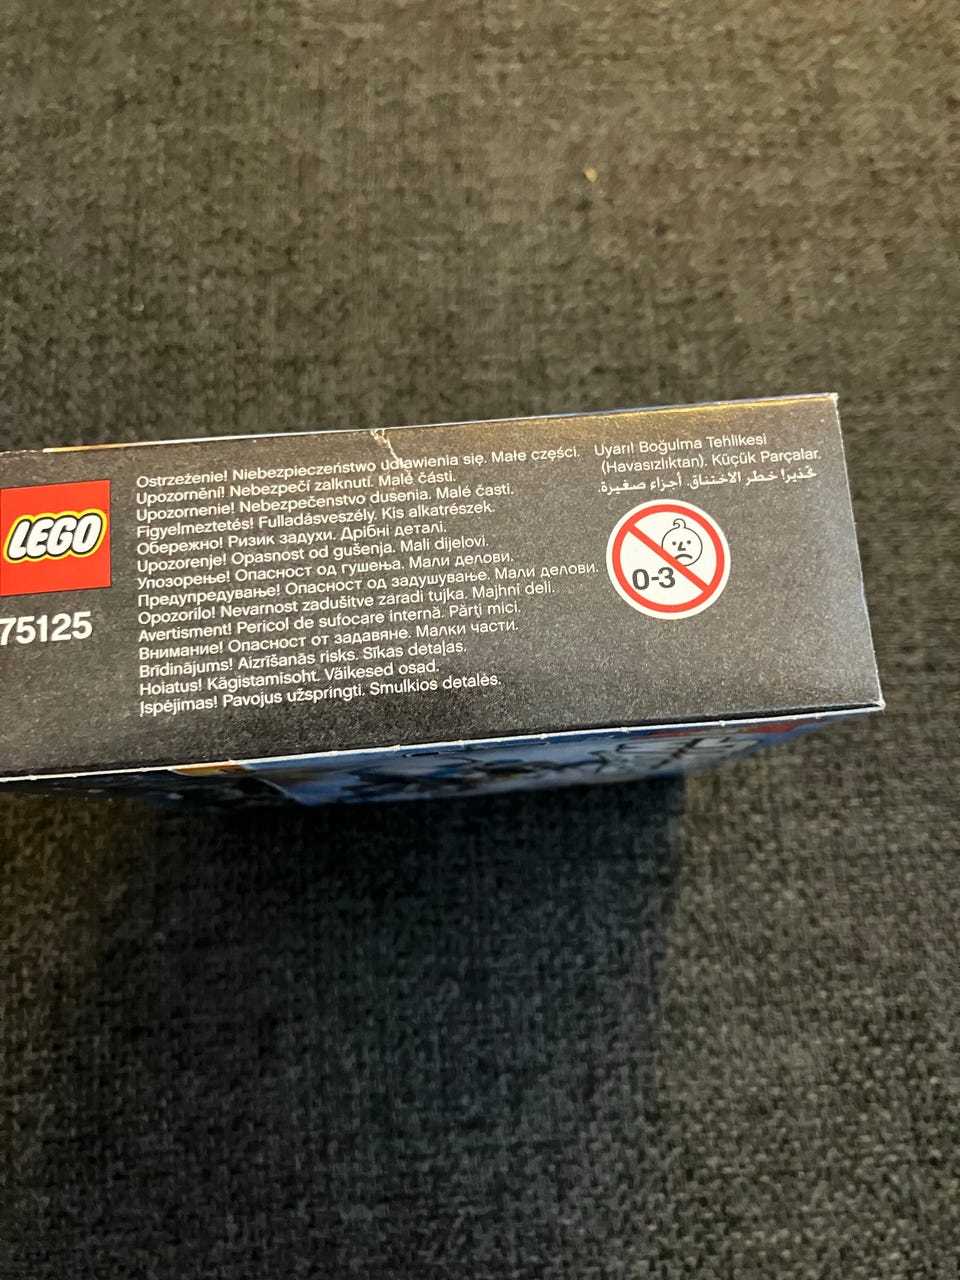 LEGO
75125
Ostrzeżenie! Niebezpieczeństwo udławienia się. Małe części.
Upozornění! Nebezpečí zalknutí. Malé části.
Upozornenie! Nebezpečenstvo dusenia. Malé časti.
Figyelmeztetés! Fulladásveszély. Kis alkatrészek.
Обережно! Ризик задухи. Дрібні деталі.
Upozorenje! Opasnost od gušenja. Mali dijelovi.
Упозорење! Опасност од гушења. Мали делови.
Предупредување! Опасност од задушување. Мали делови.
Opozorilo! Nevarnost zadušitve zaradi tujka. Majhni deli.
Avertisment! Pericol de sufocare internă. Părţi mici.
Внимание! Опасност от задавяне. Малки части.
Brīdinājums! Aizrīšanās risks. Sīkas detaļas.
Hoiatus! Kägistamisoht. Väikesed osad.
Įspėjimas! Pavojus užspringti. Smulkios detalės.
Uyarı! Boğulma Tehlikesi
(Havasızlıktan). Küçük Parçalar.
تحذير! خطر الاختناق. أجزاء صغيرة.
0-3